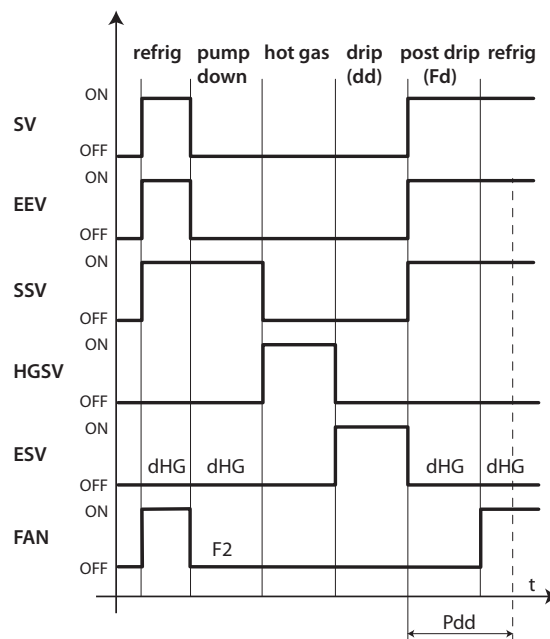 refrig pump down hot gas drip (dd) post drip (Fd) refrig
SV ON OFF
EEV ON OFF
SSV ON OFF
HGSV ON OFF
ESV ON OFF dHG dHG dHG dHG
FAN ON OFF F2
t
Pdd